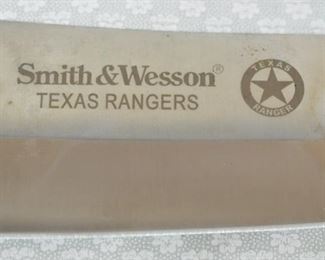 Smith & Wesson®
TEXAS RANGERS
TEXAS
RANGER